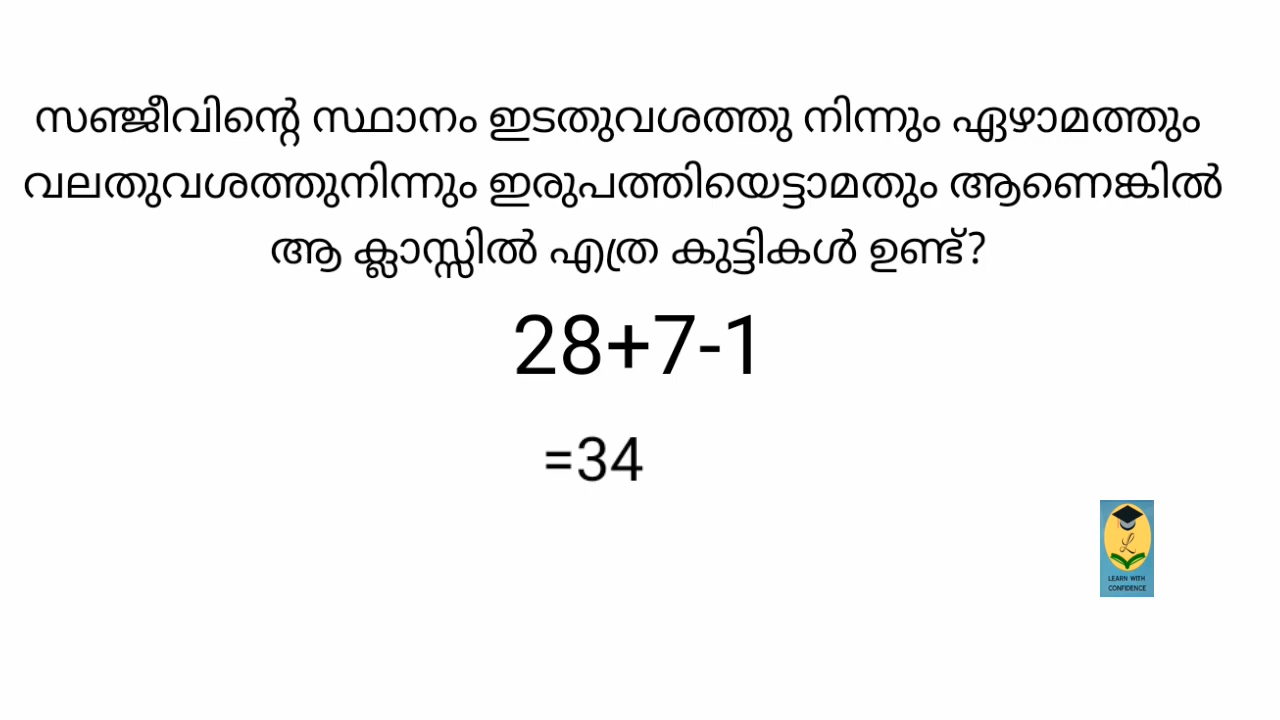 സഞ്ജീവിന്റെ സ്ഥാനം ഇടതുവശത്തു നിന്നും ഏഴാമത്തും
വലതുവശത്തുനിന്നും ഇരുപത്തിയെട്ടാമതും ആണെങ്കിൽ
ആ ക്ലാസ്സിൽ എത്ര കുട്ടികൾ ഉണ്ട്?
28+7-1
=34
L
LEARN WITH
CONFIDENCE